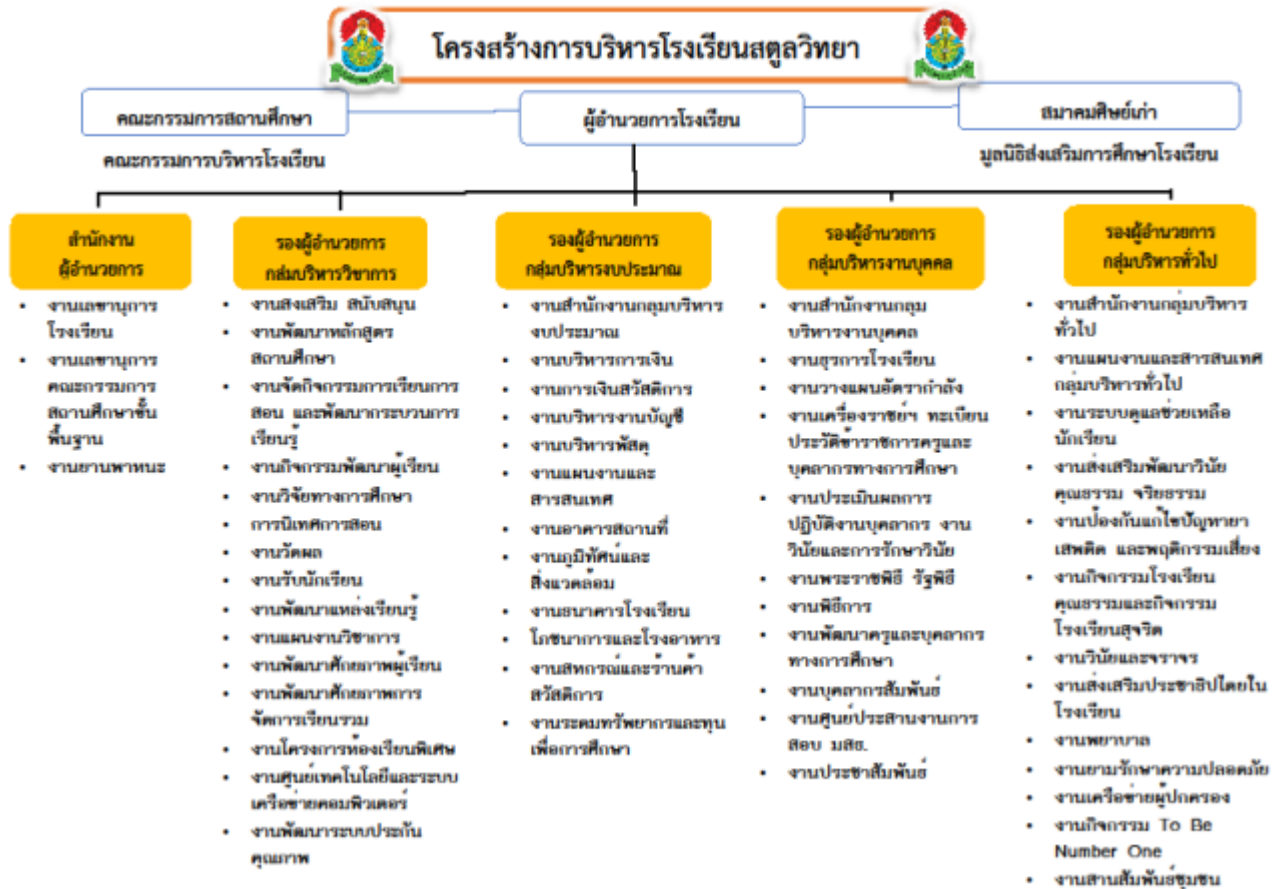 โครงสร้างการบริหารโรงเรียนสตูลวิทยา
คณะกรรมการสถานศึกษา
ผู้อำนวยการโรงเรียน
สมาคมศิษย์เก่า
คณะกรรมการบริหารโรงเรียน
มูลนิธิส่งเสริมการศึกษาโรงเรียน
สำนักงาน
ผู้อำนวยการ
• งานเลขานุการ
โรงเรียน
• งานเลขานุการ
คณะกรรมการ
สถานศึกษาขั้น
พื้นฐาน
• งานยานพาหนะ
รองผู้อำนวยการ
กลุ่มบริหารวิชาการ
• งานสงเสริม สนับสนุน
• งานพัฒนาหลักสูตร
สถานศึกษา
• งานจัดกิจกรรมการเรียนการ
สอน และพัฒนากระบวนการ
เรียนรู้
• งานกิจกรรมพัฒนาผู้เรียน
• งานวิจัยทางการศึกษา
• การนิเทศการสอน
• งานวัดผล
• งานรับนักเรียน
• งานพัฒนาแหล่งเรียนรู้
• งานแผนงานวิชาการ
• งานพัฒนาศักยภาพผู้เรียน
• งานพัฒนาศักยภาพการ
จัดการเรียนรวม
• งานโครงการห้องเรียนพิเศษ
• งานศูนย์เทคโนโลยีและระบบ
เครือข่ายคอมพิวเตอร์
• งานพัฒนาระบบประกัน
คุณภาพ
รองผู้อำนวยการ
กลุ่มบริหารงบประมาณ
• งานสำนักงานกลุมบริหาร
งบประมาณ
• งานบริหารการเงิน
• งานการเงินสวัสดิการ
• งานบริหารงานบัญชี
• งานบริหารพัสดุ
• งานแผนงานและ
สารสนเทศ
• งานอาคารสถานที่
• งานภูมิทัศน์และ
สิ่งแวดล้อม
• งานธนาคารโรงเรียน
• โภชนาการและโรงอาหาร
• งานสหกรณ์และร้านค้า
สวัสดิการ
• งานระดมทรัพยากรและทุน
เพื่อการศึกษา
รองผู้อำนวยการ
กลุ่มบริหารงานบุคคล
• งานสำนักงานกลุม
บริหารงานบุคคล
• งานธุรการโรงเรียน
• งานวางแผนอัตรากำลัง
• งานเครื่องราชย์ฯ ทะเบียน
ประวัติข้าราชการครูและ
บุคลากรทางการศึกษา
• งานประเมินผลการ
ปฏิบัติงานบุคลากร งาน
วินัยและการรักษาวินัย
• งานพระราชพิธี รัฐพิธี
• งานพิธีการ
• งานพัฒนาครูและบุคลากร
ทางการศึกษา
• งานบุคลากรสัมพันธ์
• งานศูนย์ประสานงานการ
สอบ มสธ.
• งานประชาสัมพันธ์
รองผู้อำนวยการ
กลุ่มบริหารทั่วไป
• งานสำนักงานกลุ่มบริหาร
ทั่วไป
• งานแผนงานและสารสนเทศ
กลุ่มบริหารทั่วไป
• งานระบบดูแลช่วยเหลือ
นักเรียน
• งานส่งเสริมพัฒนาวินัย
คุณธรรม จริยธรรม
• งานป้องกันแก้ไขปัญหายา
เสพติด และพฤติกรรมเสี่ยง
• งานกิจกรรมโรงเรียน
คุณธรรมและกิจกรรม
โรงเรียนสุจริต
• งานวินัยและจราจร
• งานส่งเสริมประชาธิปไตยใน
โรงเรียน
• งานพยาบาล
• งานยามรักษาความปลอดภัย
• งานเครือข่ายผู้ปกครอง
• งานกิจกรรม To Be
Number One
• งานสานสัมพันธ์ชุมชน